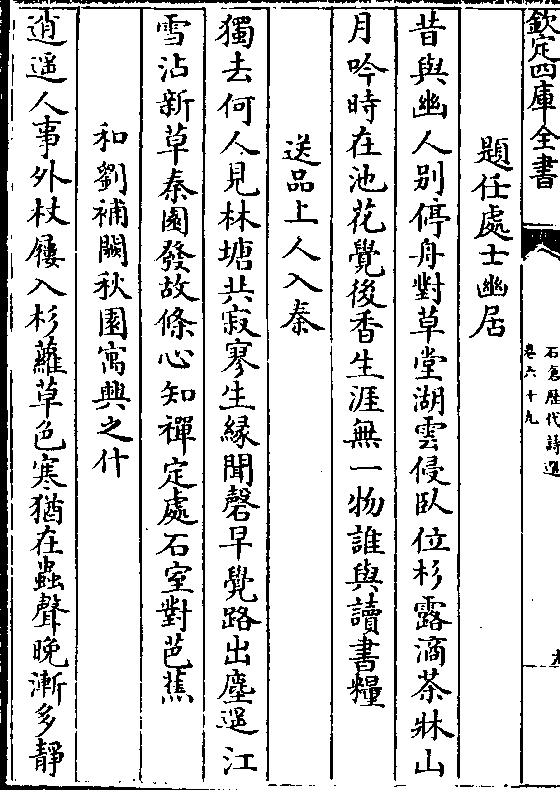 欽定四庫全書
石倉歷代詩選
卷六十九
題任處士幽居
昔與幽人別停舟對草堂湖雲侵臥位杉露滴茶牀山
月吟時在池花覺後香生涯無一物誰與讀書糧
送品上人入秦
獨去何人見林塘共寂寥生緣聞磬早覺路出塵遥江
雪沾新草秦園發故條心知禪定處石室對芭蕉
和劉補闕秋園寓興之什
逍遥人事外杖屨入杉蘿草色寒猶在蟲聲晚漸多靜